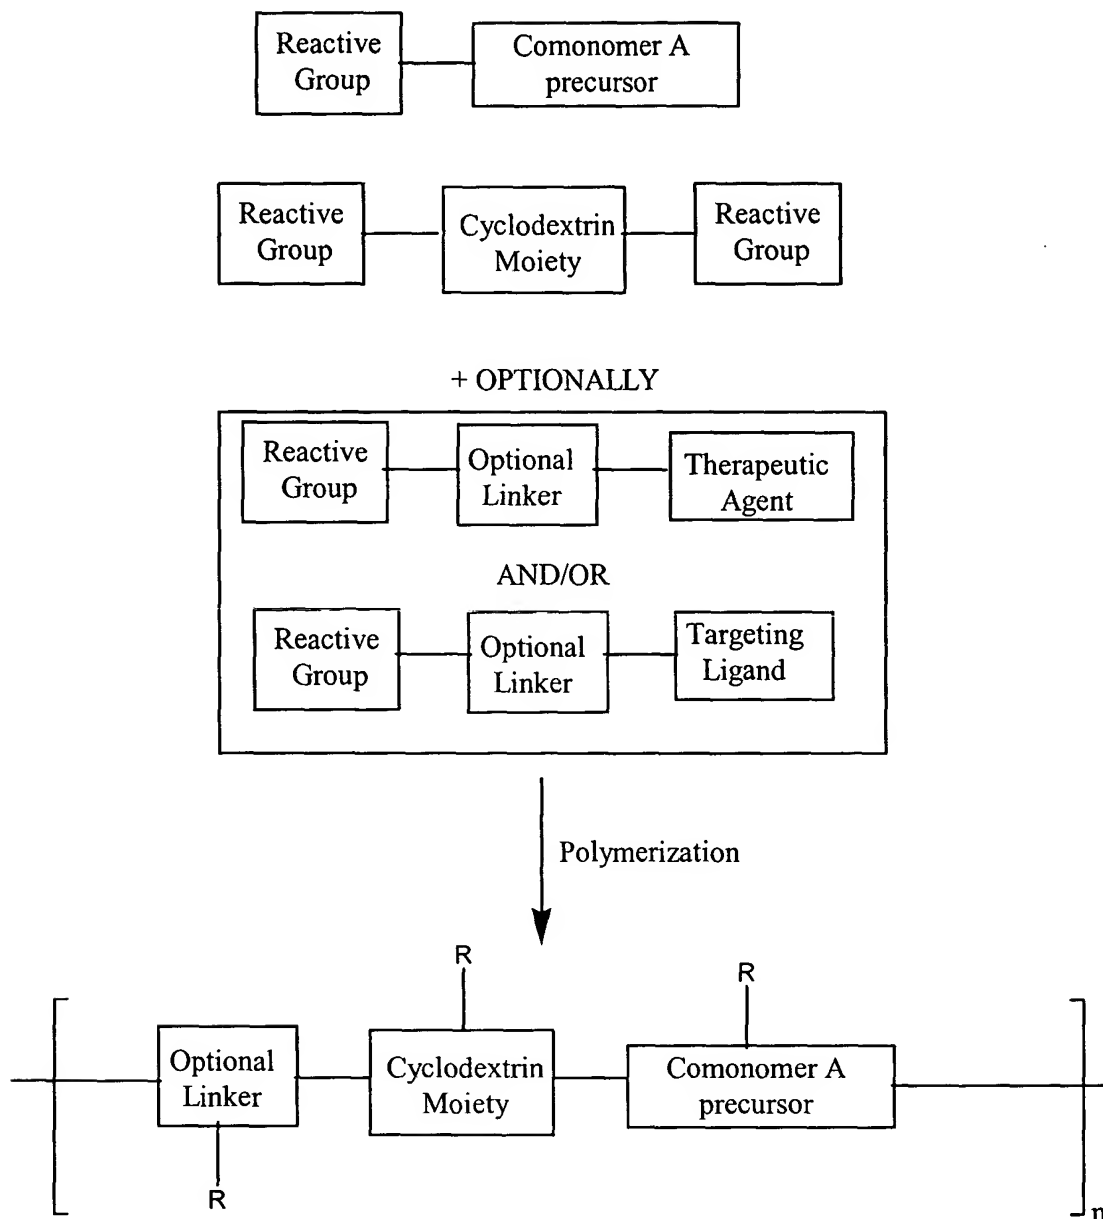 Reactive
Group
Comonomer A
precursor
Reactive
Group
Cyclodextrin
Moiety
Reactive
Group
+ OPTIONALLY
Reactive
Group
Optional
Linker
Therapeutic
Agent
AND/OR
Reactive
Group
Optional
Linker
Targeting
Ligand
Polymerization
R
R
Optional
Linker
Cyclodextrin
Moiety
Comonomer A
precursor
R
n